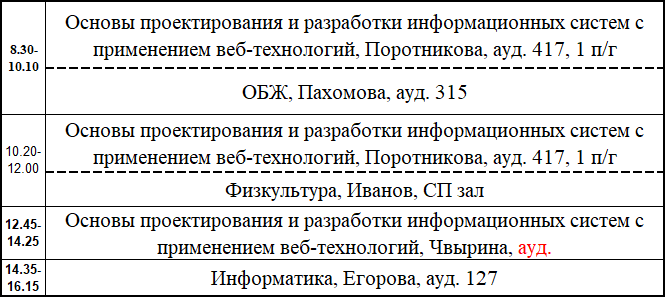 8.30-
10.10
Основы проектирования и разработки информационных систем с
применением веб-технологий, Поротникова, ауд. 417, 1 п/г
ОБЖ, Пахомова, ауд. 315
10.20-
12.00
Основы проектирования и разработки информационных систем с
применением веб-технологий, Поротникова, ауд. 417, 1 п/г
Физкультура, Иванов, СП зал
12.45-
14.25
Основы проектирования и разработки информационных систем с
применением веб-технологий, Чвырина, ауд.
14.35-
16.15
Информатика, Егорова, ауд. 127